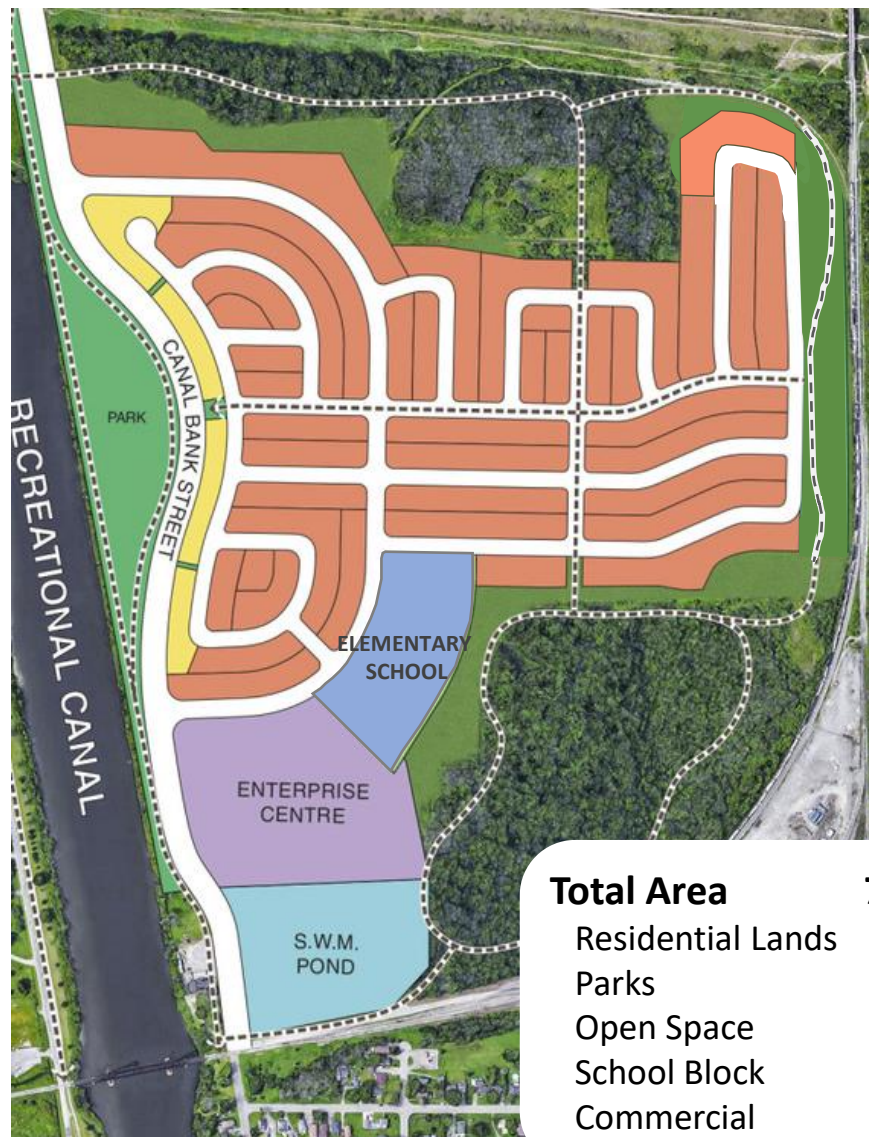 PARK
CANAL BANK STREET
RECREATIONAL CANAL
ELEMENTARY
SCHOOL
ENTERPRISE
CENTRE
S.W.M.
POND
Total Area
Residential Lands
Parks
Open Space
School Block
Commercial